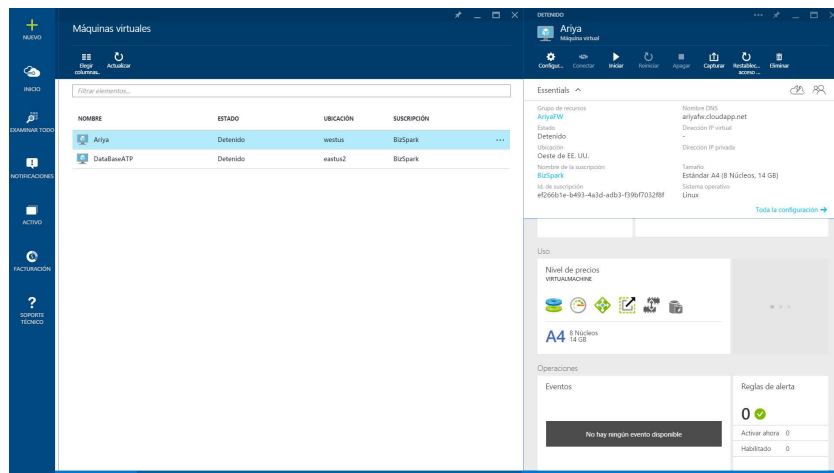 NUEVO
INICIO
EXAMINAR TODO
NOTIFICACIONES
ACTIVO
FACTURACIÓN
SOPORTE
TÉCNICO
Máquinas virtuales
Elegir
columnas..
Actualizar
Filtrar elementos...
NOMBRE ESTADO UBICACIÓN SUSCRIPCIÓN
Ariya Detenido westus BizSpark ...
DataBaseATP Detenido eastus2 BizSpark
DETENIDO
Ariya
Máquina virtual
Configur... Conectar Iniciar Reiniciar Apagar Capturar Restablec... Eliminar
acceso ...
Essentials
Grupo de recursos Nombre DNS
AriyaFW ariyafw.cloudapp.net
Estado Dirección IP virtual
Detenido -
Ubicación Dirección IP privada
Oeste de EE. UU.
Nombre de la suscripción Tamaño
BizSpark Estándar A4 (8 Núcleos, 14 GB)
Id. de suscripción Sistema operativo
ef266b1e-b493-4a3d-adb3-f39bf7032f8f Linux
Toda la configuración →
Uso
Nivel de precios
VIRTUALMACHINE
A4 8 Núcleos
14 GB
Operaciones
Eventos
No hay ningún evento disponible
Reglas de alerta
0
Activar ahora 0
Habilitado 0